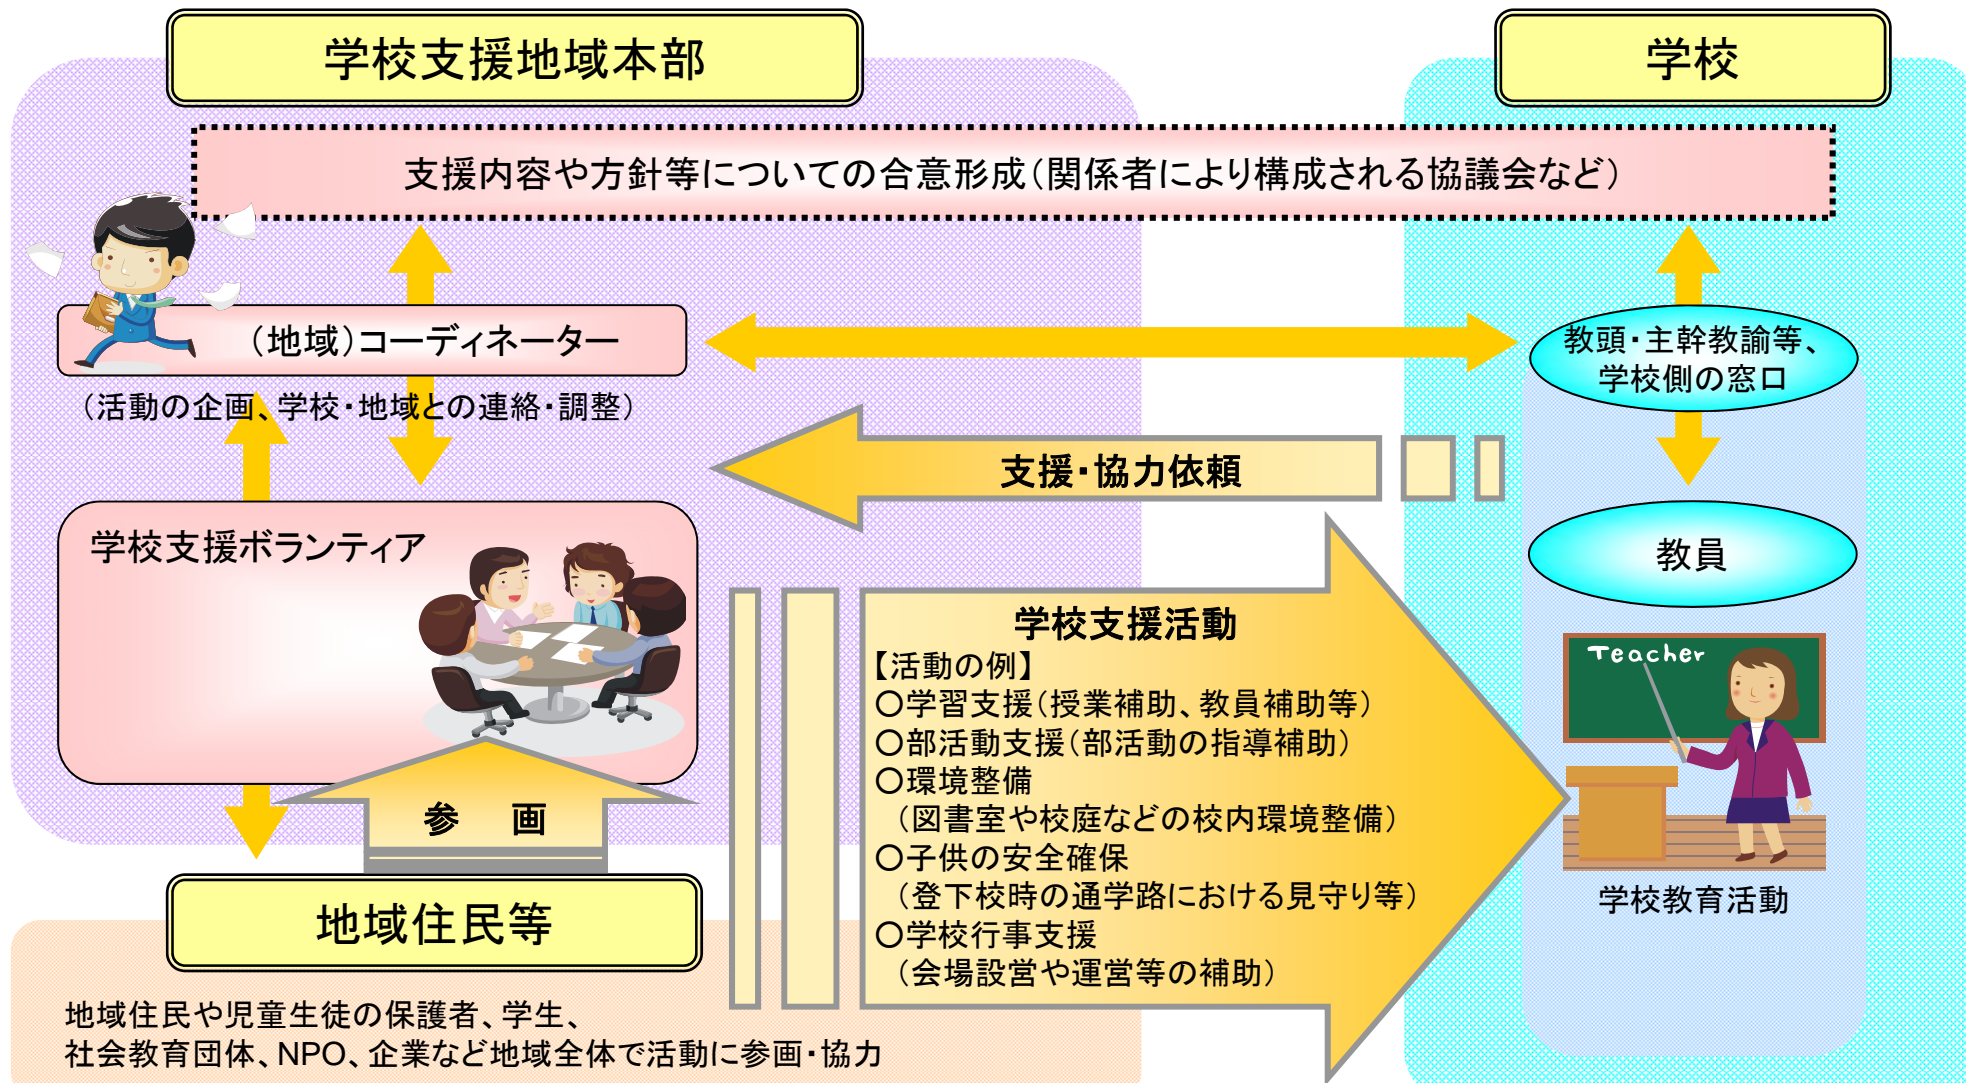 学校支援地域本部
学校
支援内容や方針等についての合意形成（関係者により構成される協議会など）
（地域）コーディネーター
（活動の企画、学校・地域との連絡・調整）
教頭・主幹教諭等、
学校側の窓口
支援・協力依頼
学校支援ボランティア
教員
学校支援活動
【活動の例】
○学習支援（授業補助、教員補助等）
○部活動支援（部活動の指導補助）
○環境整備
（図書室や校庭などの校内環境整備）
○子供の安全確保
（登下校時の通学路における見守り等）
○学校行事支援
（会場設営や運営等の補助）
Teacher
学校教育活動
参　画
地域住民等
地域住民や児童生徒の保護者、学生、
社会教育団体、NPO、企業など地域全体で活動に参画・協力